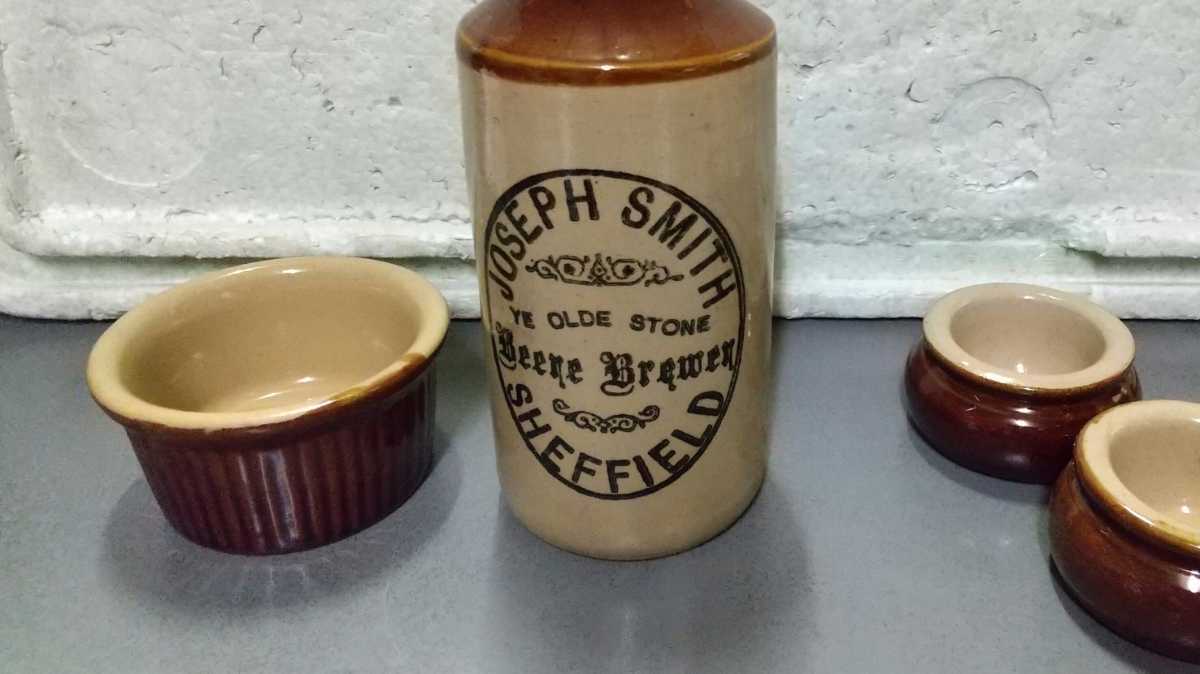 JOSEPH SMITH
YE OLDE STONE
Beere Brewer
SHEFFIELD